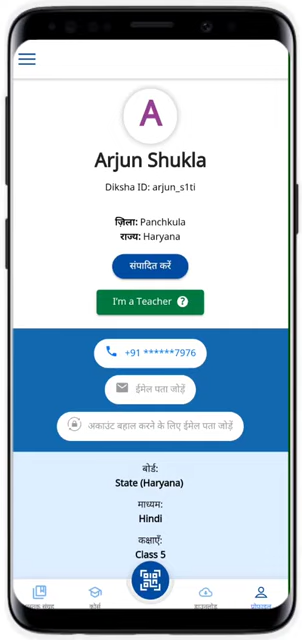 A
Arjun Shukla
Diksha ID: arjun_s1ti
ज़िला: Panchkula
राज्य: Haryana
संपादित करें
I'm a Teacher ?
+91 ******7976
ईमेल पता जोड़ें
अकाउंट बहाल करने के लिए ईमेल पता जोड़ें
बोर्ड:
State (Haryana)
माध्यम:
Hindi
कक्षाएँ:
Class 5
कोर्स
डाउनलोड